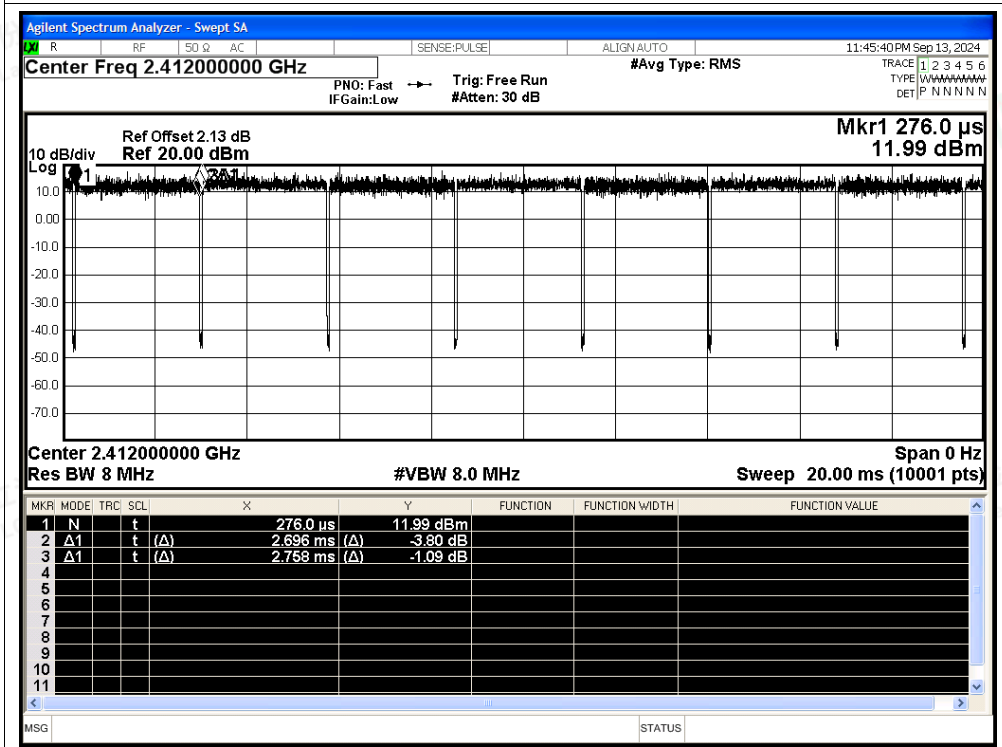 Agilent Spectrum Analyzer - Swept SA
LXI R RF 50 Ω AC SENSE:PULSE ALIGN AUTO 11:45:40 PM Sep 13, 2024
Center Freq 2.412000000 GHz #Avg Type: RMS TRACE 1 2 3 4 5 6
PNO: Fast Trig: Free Run TYPE W
IFGain:Low #Atten: 30 dB DET P N N N N N
Mkr1 276.0 µs
11.99 dBm
Ref Offset 2.13 dB
10 dB/div Ref 20.00 dBm
Log
1
10.0
0.00
-10.0
-20.0
-30.0
-40.0
-50.0
-60.0
-70.0
Center 2.412000000 GHz Span 0 Hz
Res BW 8 MHz #VBW 8.0 MHz Sweep 20.00 ms (10001 pts)
MKR MODE TRC SCL X Y FUNCTION FUNCTION WIDTH FUNCTION VALUE
1 N t 276.0 µs 11.99 dBm
2 Δ1 t (Δ) 2.696 ms (Δ) -3.80 dB
3 Δ1 t (Δ) 2.758 ms (Δ) -1.09 dB
4
5
6
7
8
9
10
11
MSG STATUS